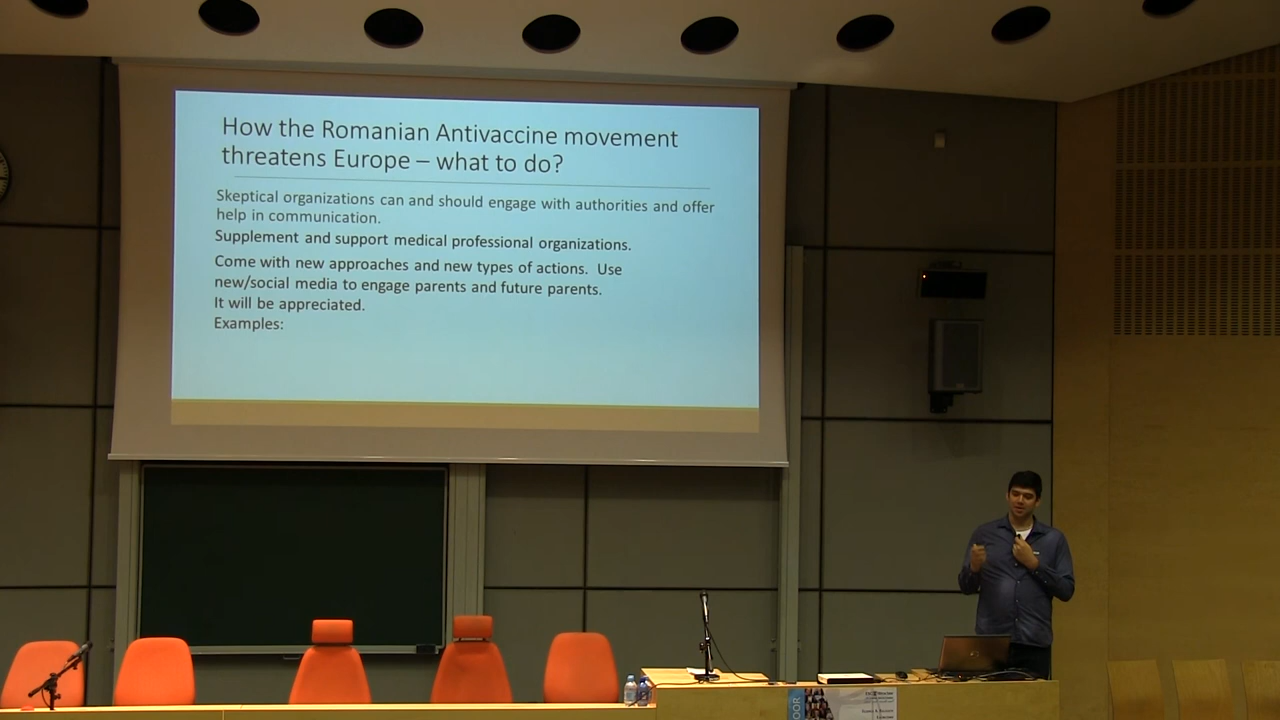 How the Romanian Antivaccine movement
threatens Europe – what to do?
Skeptical organizations can and should engage with authorities and offer
help in communication.
Supplement and support medical professional organizations.
Come with new approaches and new types of actions. Use
new/social media to engage parents and future parents.
It will be appreciated.
Examples: